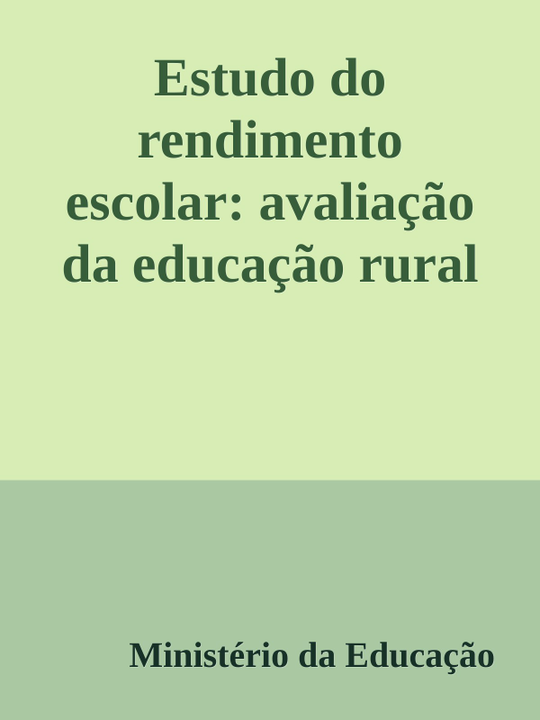 Estudo do
rendimento
escolar: avaliação
da educação rural
Ministério da Educação